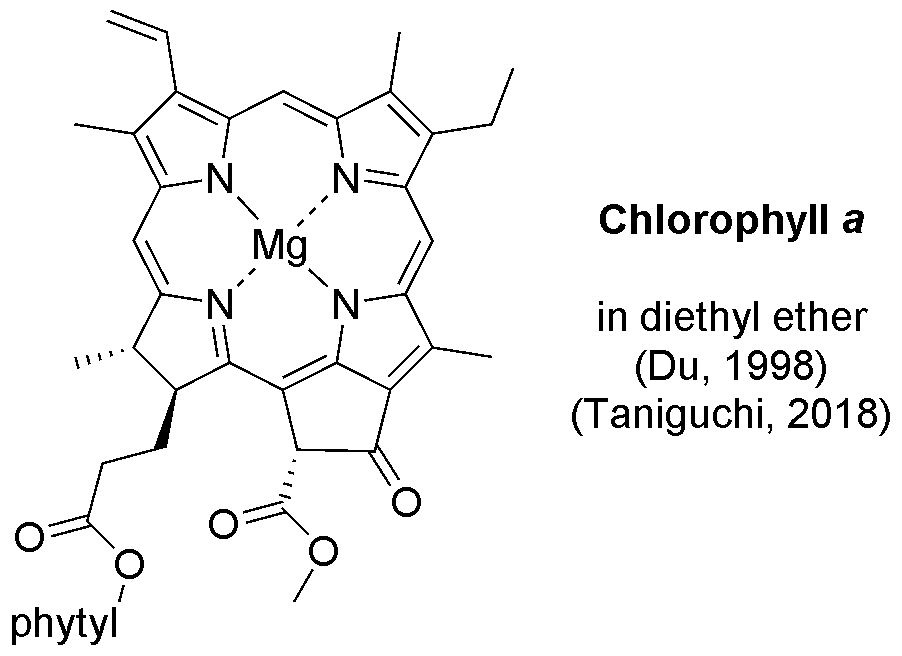 N
N
Mg
N
N
O
O
O
O
O
phytyl
Chlorophyll a
in diethyl ether
(Du, 1998)
(Taniguchi, 2018)